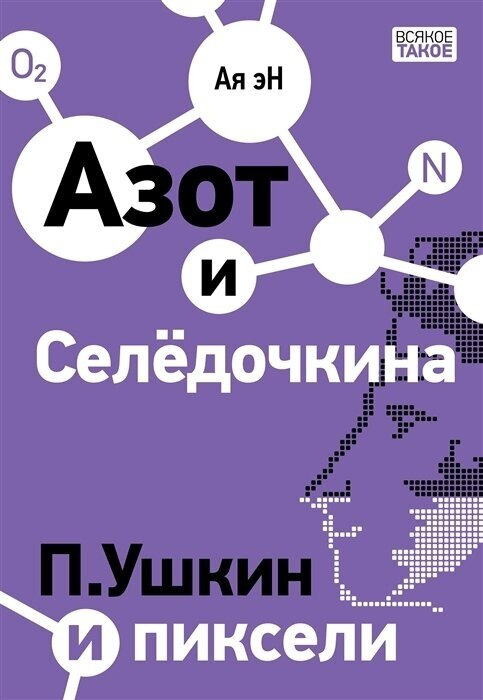 ВСЯКОЕ
ТАКОЕ
O2
Ая эН
N
Азот
и
Селёдочкина
П.Ушкин
и пиксели